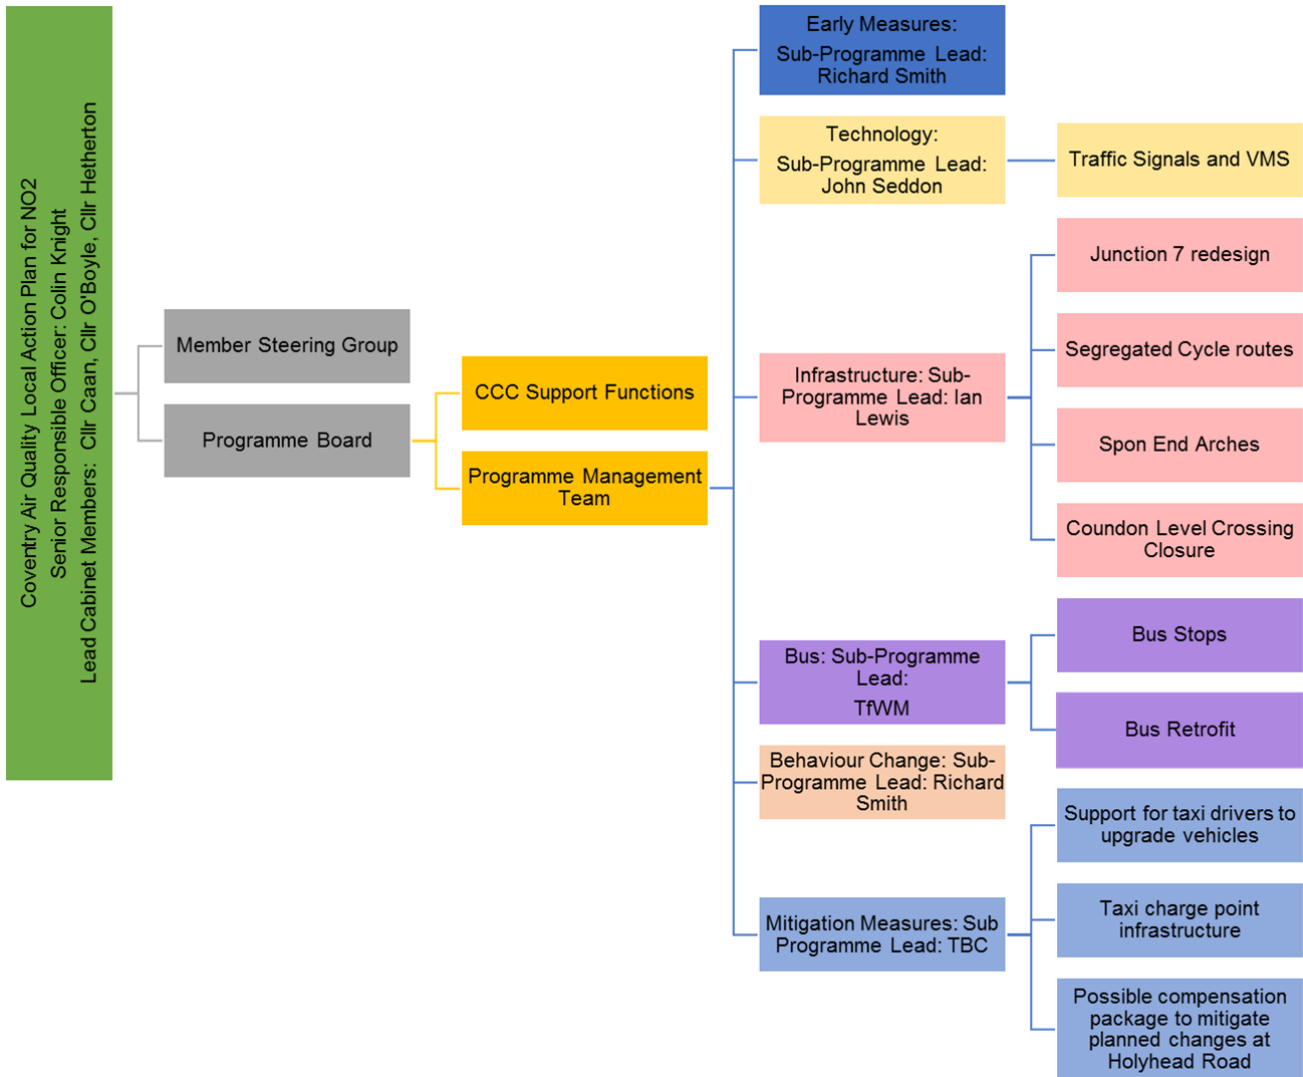 Coventry Air Quality Local Action Plan for NO2
Senior Responsible Officer: Colin Knight
Lead Cabinet Members: Cllr Caan, Cllr O'Boyle, Cllr Hetherton
Member Steering Group
Programme Board
CCC Support Functions
Programme Management
Team
Early Measures:
Sub-Programme Lead:
Richard Smith
Technology:
Sub-Programme Lead:
John Seddon
Traffic Signals and VMS
Infrastructure: Sub-
Programme Lead: Ian
Lewis
Junction 7 redesign
Segregated Cycle routes
Spon End Arches
Coundon Level Crossing
Closure
Bus: Sub-Programme
Lead:
TfWM
Bus Stops
Bus Retrofit
Behaviour Change: Sub-
Programme Lead: Richard
Smith
Mitigation Measures: Sub
Programme Lead: TBC
Support for taxi drivers to
upgrade vehicles
Taxi charge point
infrastructure
Possible compensation
package to mitigate
planned changes at
Holyhead Road